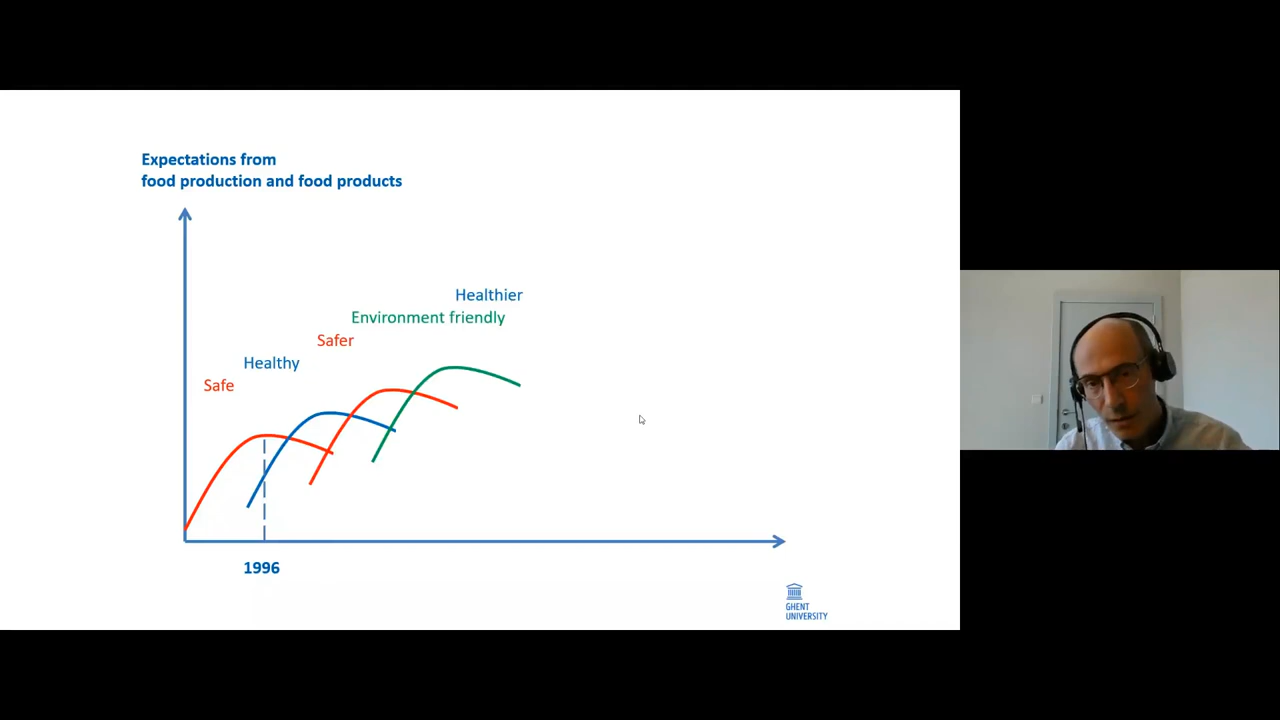 Expectations from
food production and food products
Healthier
Environment friendly
Safer
Healthy
Safe
1996
GHENT
UNIVERSITY